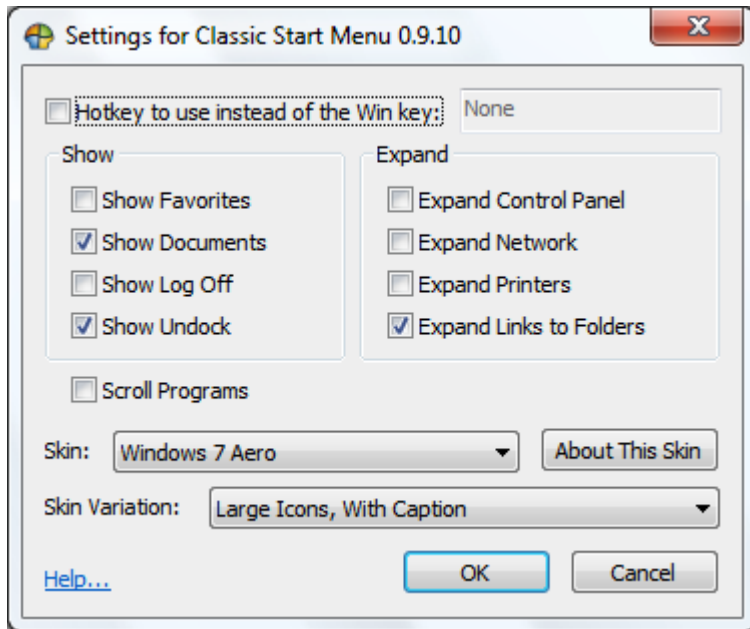 Settings for Classic Start Menu 0.9.10
X
Hotkey to use instead of the Win key: None
Show
Show Favorites
Show Documents
Show Log Off
Show Undock
Expand
Expand Control Panel
Expand Network
Expand Printers
Expand Links to Folders
Scroll Programs
Skin: Windows 7 Aero About This Skin
Skin Variation: Large Icons, With Caption
Help... OK Cancel